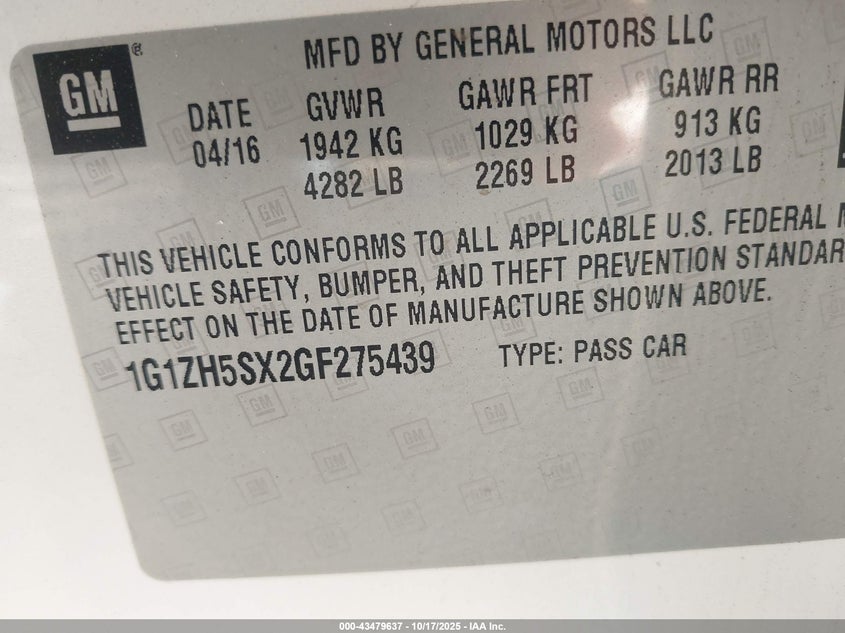 GM
MFD BY GENERAL MOTORS LLC
DATE GVWR GAWR FRT GAWR RR
04/16 1942 KG 1029 KG 913 KG
4282 LB 2269 LB 2013 LB
THIS VEHICLE CONFORMS TO ALL APPLICABLE U.S. FEDERAL
VEHICLE SAFETY, BUMPER, AND THEFT PREVENTION STANDAR
EFFECT ON THE DATE OF MANUFACTURE SHOWN ABOVE.
1G1ZH5SX2GF275439 TYPE: PASS CAR
000-43479637 - 10/17/2025 - IAA Inc.